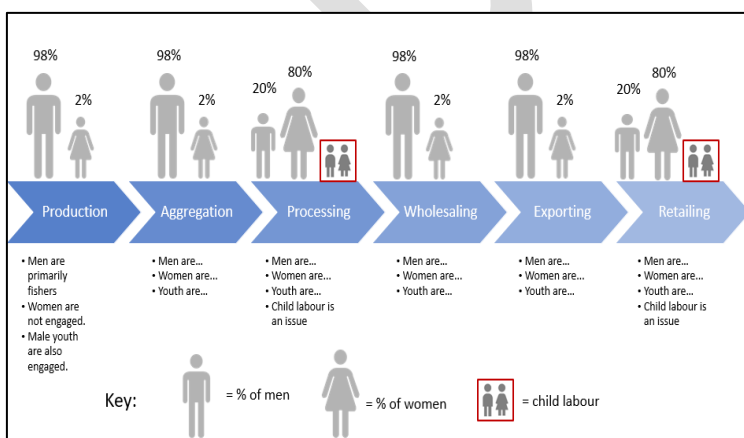 98%
2%
98%
2%
20%
80%
98%
2%
98%
2%
20%
80%
Production
Aggregation
Processing
Wholesaling
Exporting
Retailing
• Men are
primarily
fishers
• Women are
not engaged.
• Male youth
are also
engaged.
• Men are...
• Women are...
• Youth are...
• Men are...
• Women are...
• Youth are...
• Child labour is
an issue
• Men are...
• Women are...
• Youth are...
• Men are...
• Women are...
• Youth are...
• Men are...
• Women are...
• Youth are...
• Child labour is
an issue
Key:
= % of men
= % of women
= child labour